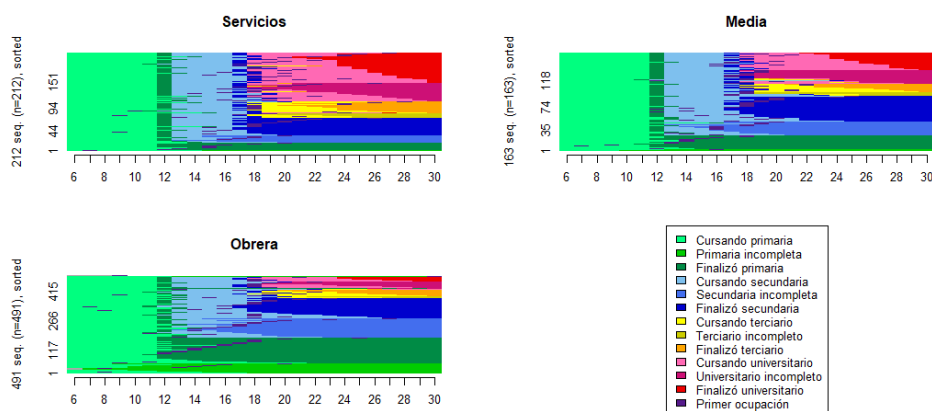 Servicios
212 seq. (n=212), sorted
1 44 94 151
6 8 10 12 14 16 18 20 22 24 26 28 30
Media
163 seq. (n=163), sorted
1 35 74 118
6 8 10 12 14 16 18 20 22 24 26 28 30
Obrera
491 seq. (n=491), sorted
1 117 266 415
6 8 10 12 14 16 18 20 22 24 26 28 30
Cursando primaria
Primaria incompleta
Finalizó primaria
Cursando secundaria
Secundaria incompleta
Finalizó secundaria
Cursando terciario
Terciario incompleto
Finalizó terciario
Cursando universitario
Universitario incompleto
Finalizó universitario
Primer ocupación